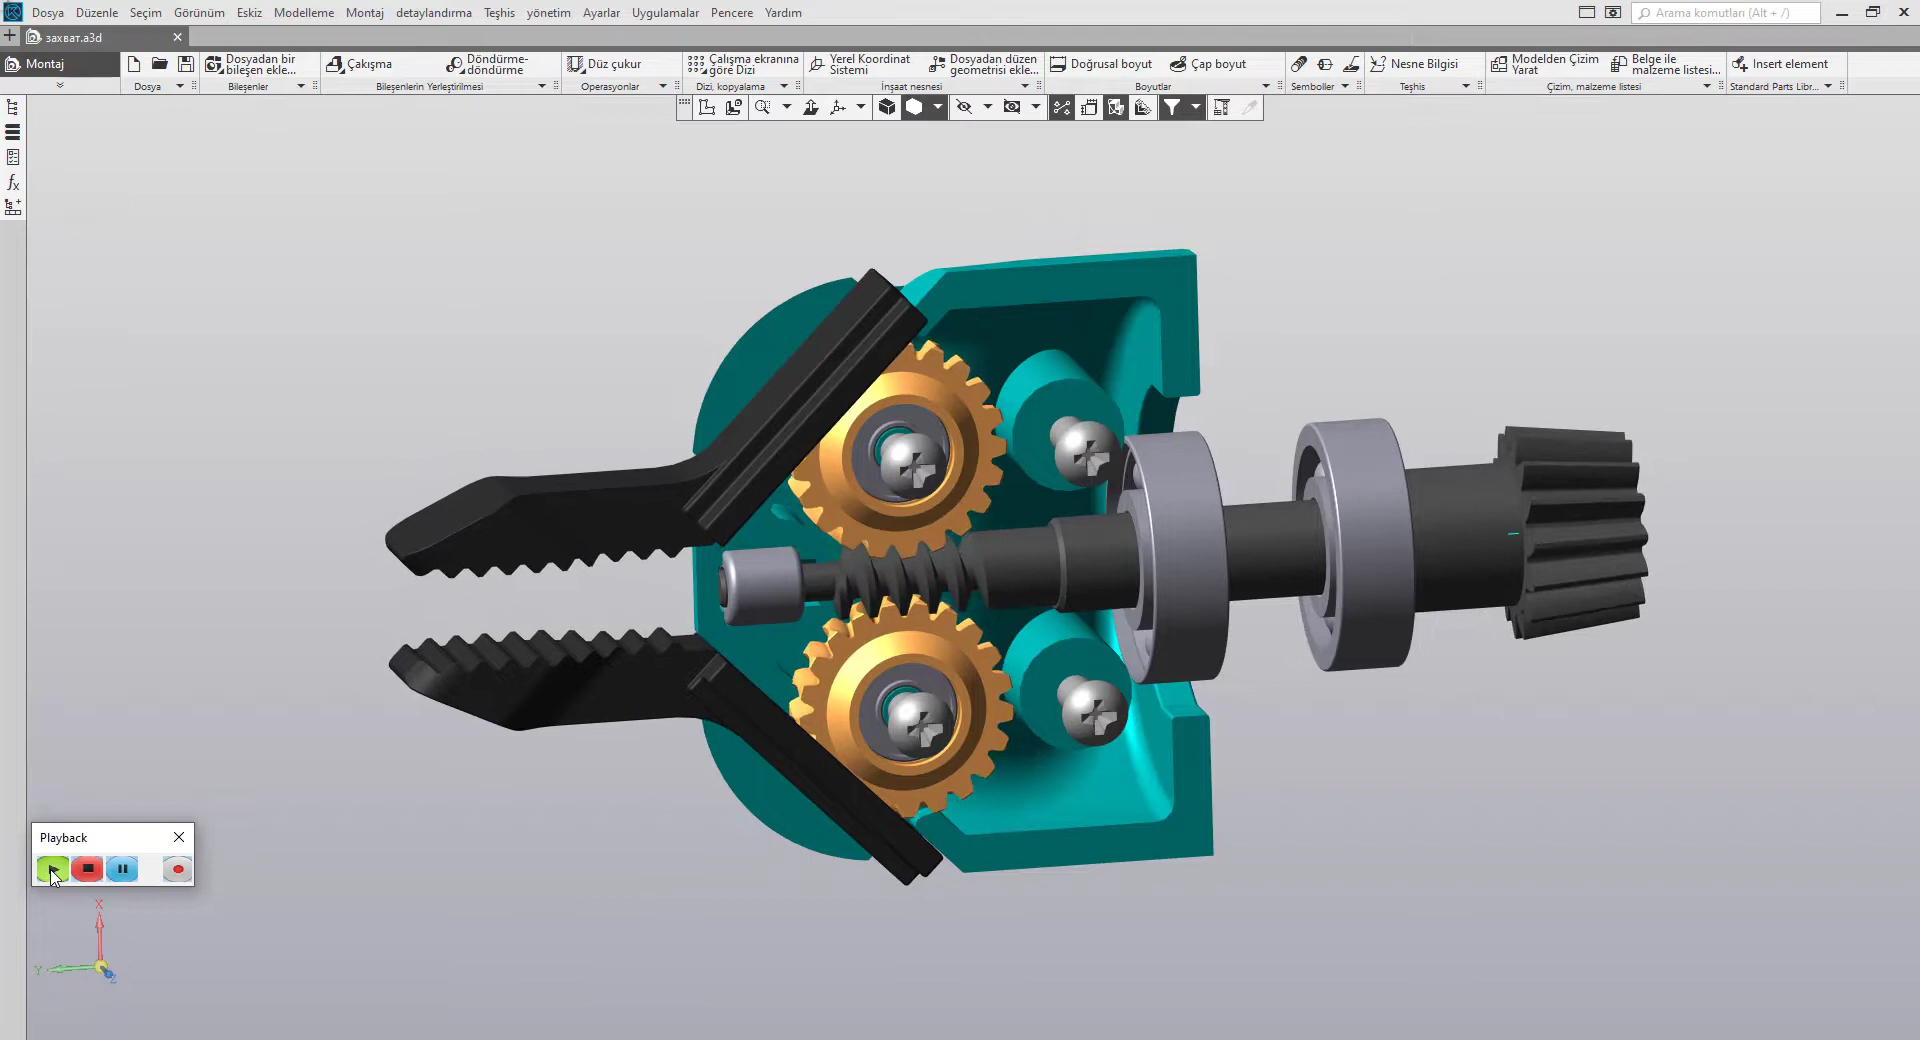 Dosya Düzenle Seçim Görünüm Eskiz Modelleme Montaj detaylandırma Teşhis yönetim Ayarlar Uygulamalar Pencere Yardım
Arama komutları (Alt + /)
захват.a3d
Montaj
Dosyadan bir
bileşen ekle...
Çakışma
Döndürme-
döndürme
Düz çukur
Çalışma ekranına
göre Dizi
Yerel Koordinat
Sistemi
Dosyadan düzen
geometrisi ekle...
Doğrusal boyut
Çap boyut
Nesne Bilgisi
Modelden Çizim
Yarat
Belge ile
malzeme listesi...
Insert element
Dosya Bileşenler Bileşenlerin Yerleştirilmesi Operasyonlar Dizi, kopyalama İnşaat nesnesi Boyutlar Semboller Teşhis Çizim, malzeme listesi Standard Parts Libr...
fx
Playback
X
Y
Z